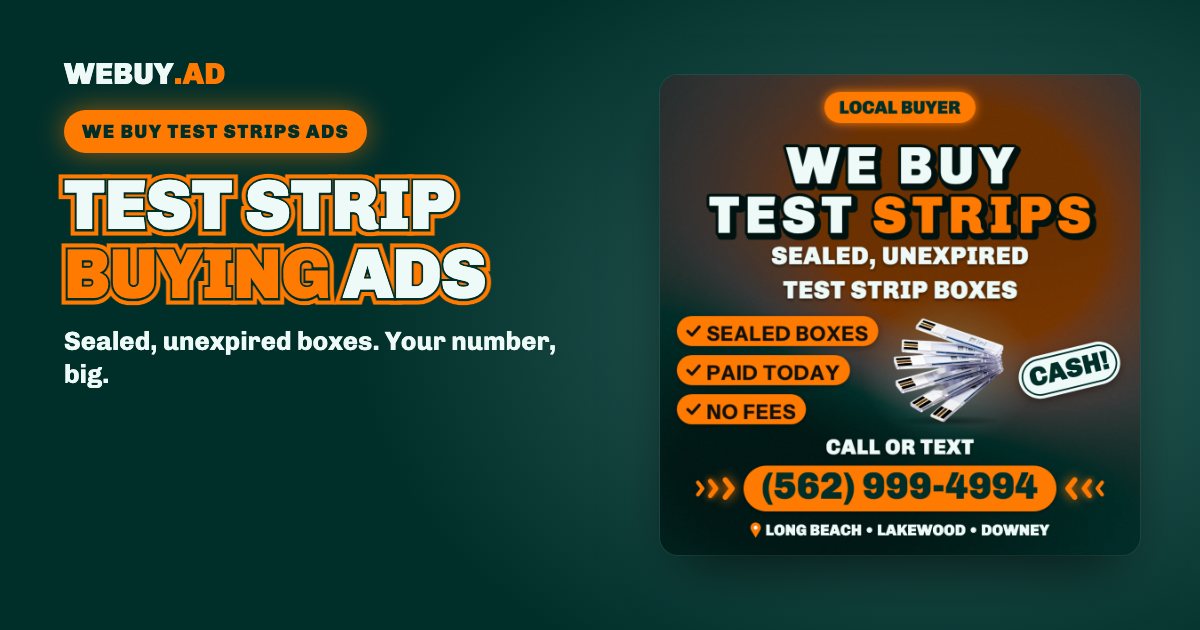 WEBUY.AD
WE BUY TEST STRIPS ADS
TEST STRIP
BUYING ADS
Sealed, unexpired boxes. Your number,
big.
LOCAL BUYER
WE BUY
TEST STRIPS
SEALED, UNEXPIRED
TEST STRIP BOXES
SEALED BOXES
PAID TODAY
NO FEES
CASH!
CALL OR TEXT
(562) 999-4994
LONG BEACH • LAKEWOOD • DOWNEY